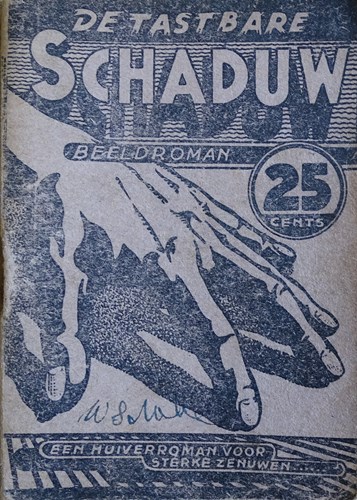 DE TASTBARE
SCHADUW
BEELDROMAN
25
CENTS
EEN HUIVERROMAN VOOR
STERKE ZENUWEN......